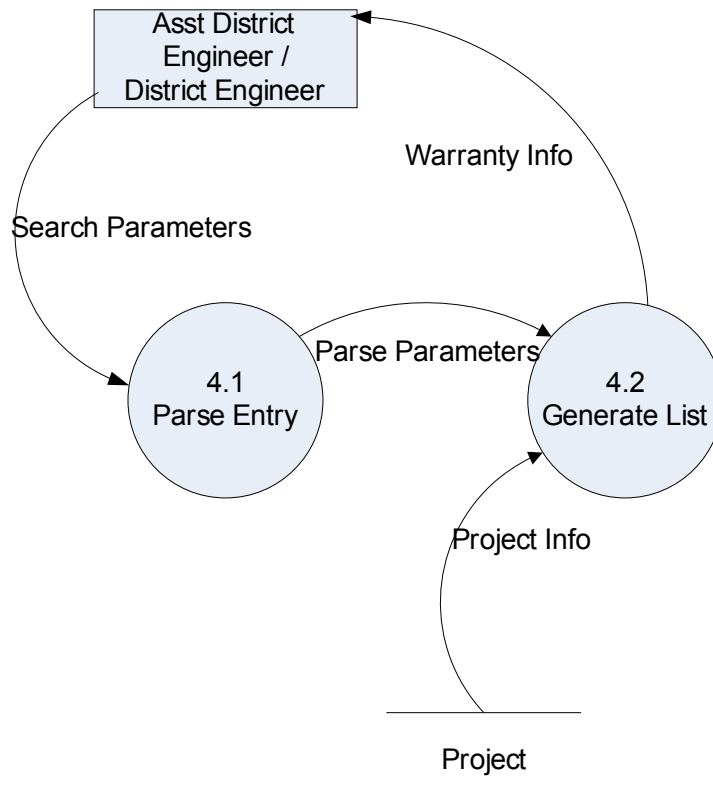 Asst District
Engineer /
District Engineer
Warranty Info
Search Parameters
Parse Parameters
4.1
Parse Entry
4.2
Generate List
Project Info
Project